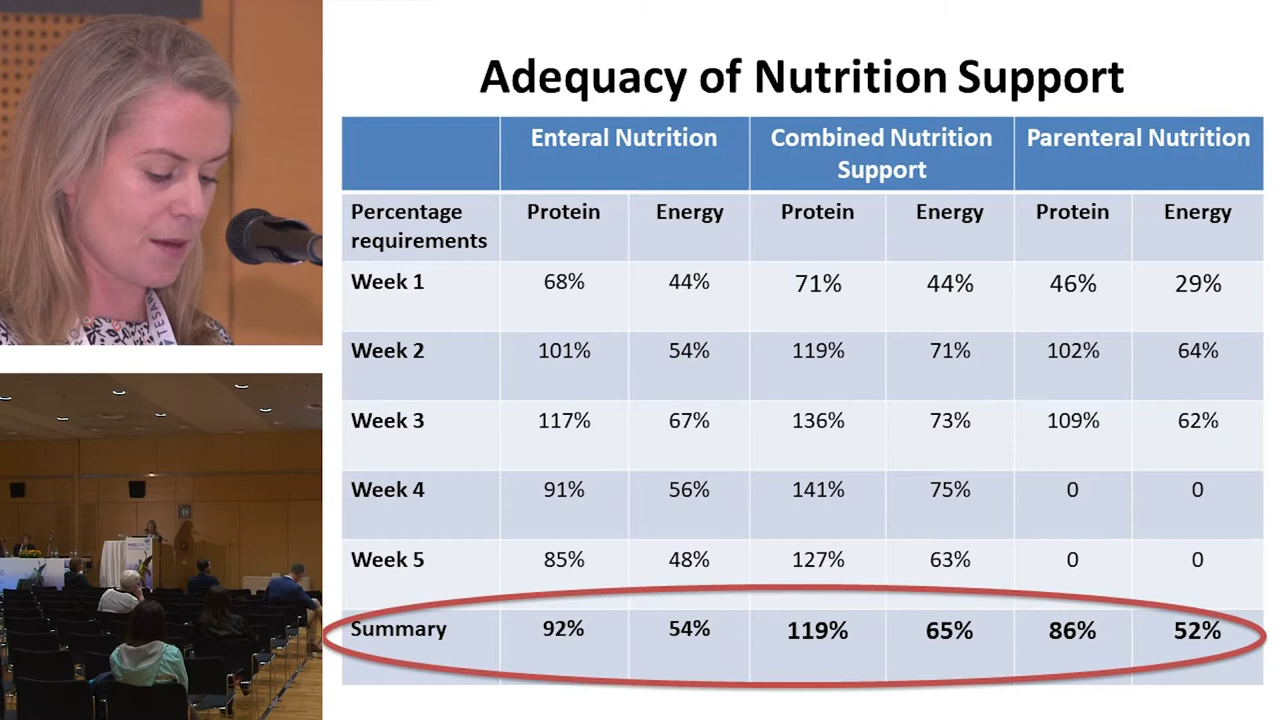 Adequacy of Nutrition Support
Enteral Nutrition Combined Nutrition Parenteral Nutrition
Support
Percentage Protein Energy Protein Energy Protein Energy
requirements
Week 1 68% 44% 71% 44% 46% 29%
Week 2 101% 54% 119% 71% 102% 64%
Week 3 117% 67% 136% 73% 109% 62%
Week 4 91% 56% 141% 75% 0 0
Week 5 85% 48% 127% 63% 0 0
Summary 92% 54% 119% 65% 86% 52%